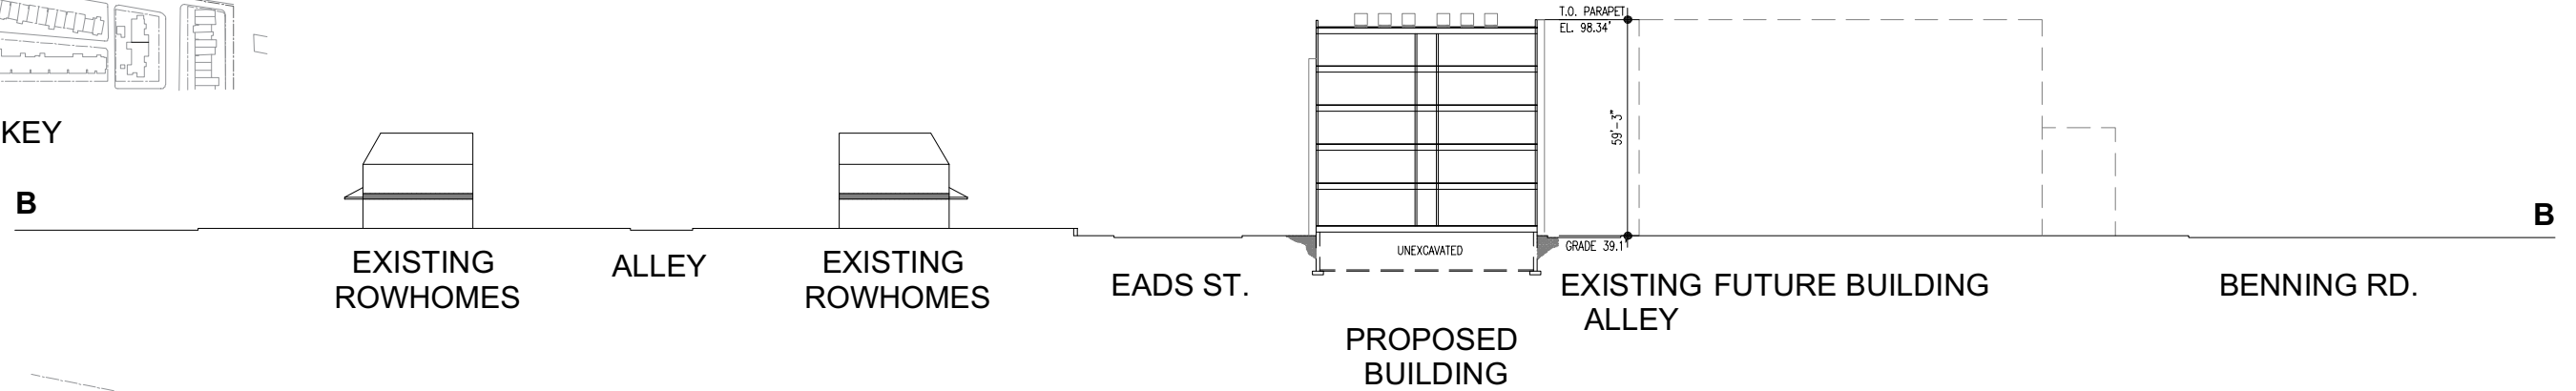 T.O. PARAPET
EL. 98.34'
59'-3"
KEY
B
B
GRADE 39.1'
UNEXCAVATED
EXISTING
ROWHOMES
ALLEY
EXISTING
ROWHOMES
EADS ST.
PROPOSED
BUILDING
EXISTING
ALLEY
FUTURE BUILDING
BENNING RD.